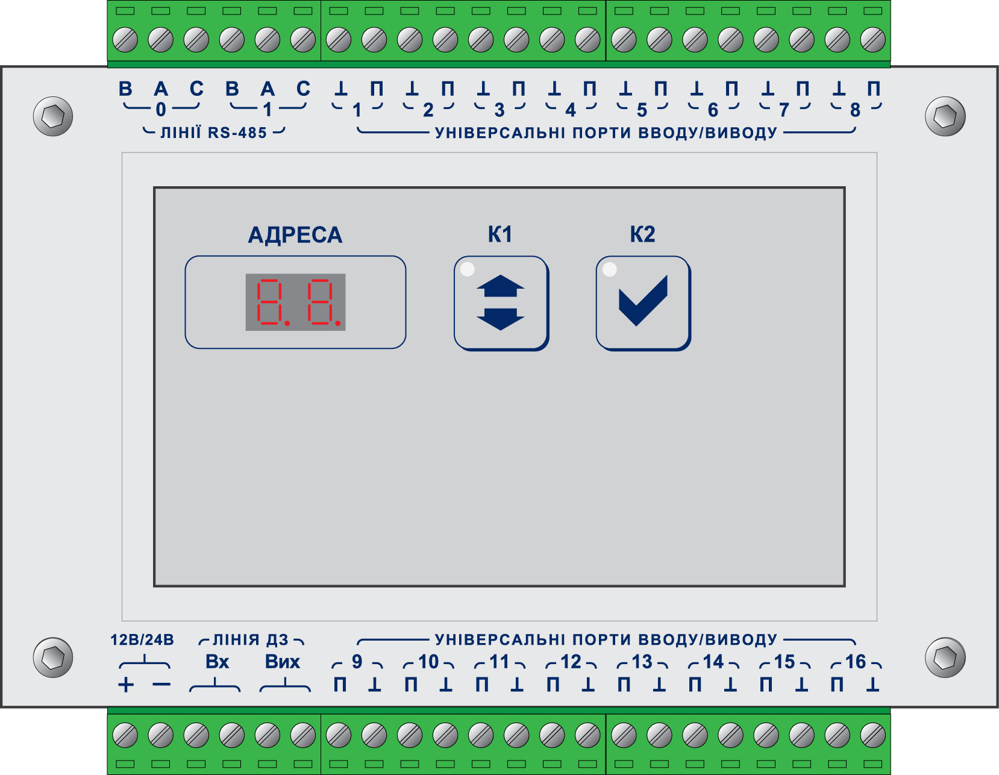 В А С В А С ⊥ П ⊥ П ⊥ П ⊥ П ⊥ П ⊥ П ⊥ П ⊥ П
0 1 1 2 3 4 5 6 7 8
ЛІНІЇ RS-485 УНІВЕРСАЛЬНІ ПОРТИ ВВОДУ/ВИВОДУ
АДРЕСА К1 К2
8.8.
12В/24В ЛІНІЯ ДЗ УНІВЕРСАЛЬНІ ПОРТИ ВВОДУ/ВИВОДУ
Вх Вих 9 10 11 12 13 14 15 16
+ − П ⊥ П ⊥ П ⊥ П ⊥ П ⊥ П ⊥ П ⊥ П ⊥